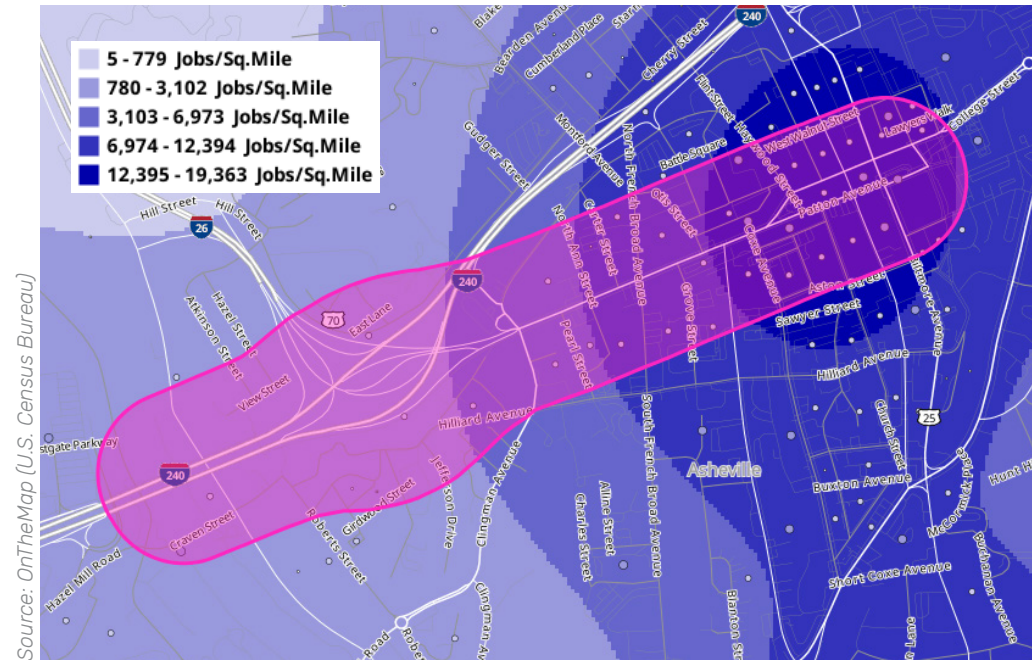 5 - 779 Jobs/Sq.Mile
780 - 3,102 Jobs/Sq.Mile
3,103 - 6,973 Jobs/Sq.Mile
6,974 - 12,394 Jobs/Sq.Mile
12,395 - 19,363 Jobs/Sq.Mile
Source: OnTheMap (U.S. Census Bureau)
240
Bearden Avenue
Cumberland Place
Cherry Street
Flint Street
Haywood Street
West Walnut Street
Lawyers Walk
College Street
Gudger Street
Montford Avenue
Battle Square
North French Broad Avenue
Otis Street
Patton Avenue
Hill Street
Hill Street
26
240
North Ann Street
Carter Street
Coxe Avenue
Aston Street
Sawyer Street
Biltmore Avenue
Hazel Street
Atkinson Street
70
East Lane
Pearl Street
Grove Street
View Street
Hilliard Avenue
Hilliard Avenue
25
stgate Parkway
240
Craven Street
Jefferson Drive
Girdwood Street
Roberts Street
Clingman Avenue
South French Broad Avenue
Asheville
Church Street
Buxton Avenue
McCormick Place
Hunt H
Alline Street
Charles Street
Hazel Mill Road
Short Coxe Avenue
Buchanan Avenue
Blanton
Clingman Av
Road
Rober